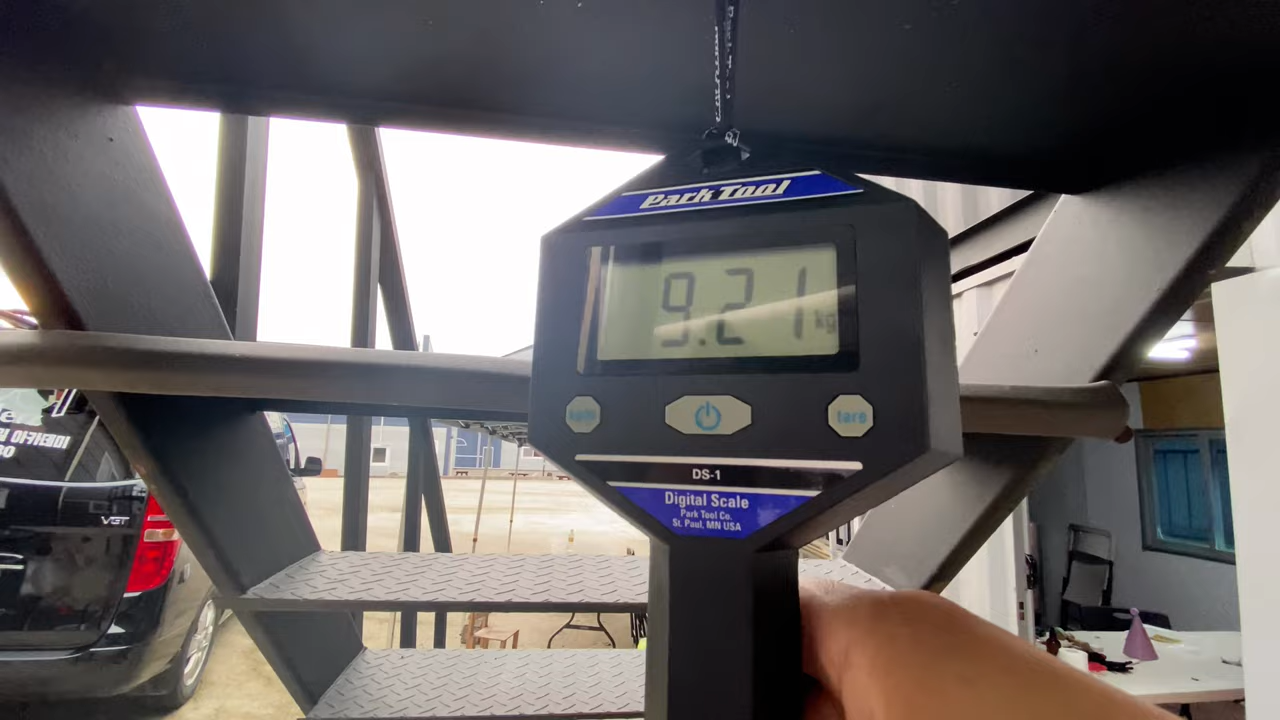 Park Tool
9.21 kg
tare
DS-1
Digital Scale
Park Tool Co.
St. Paul, MN USA
VGT